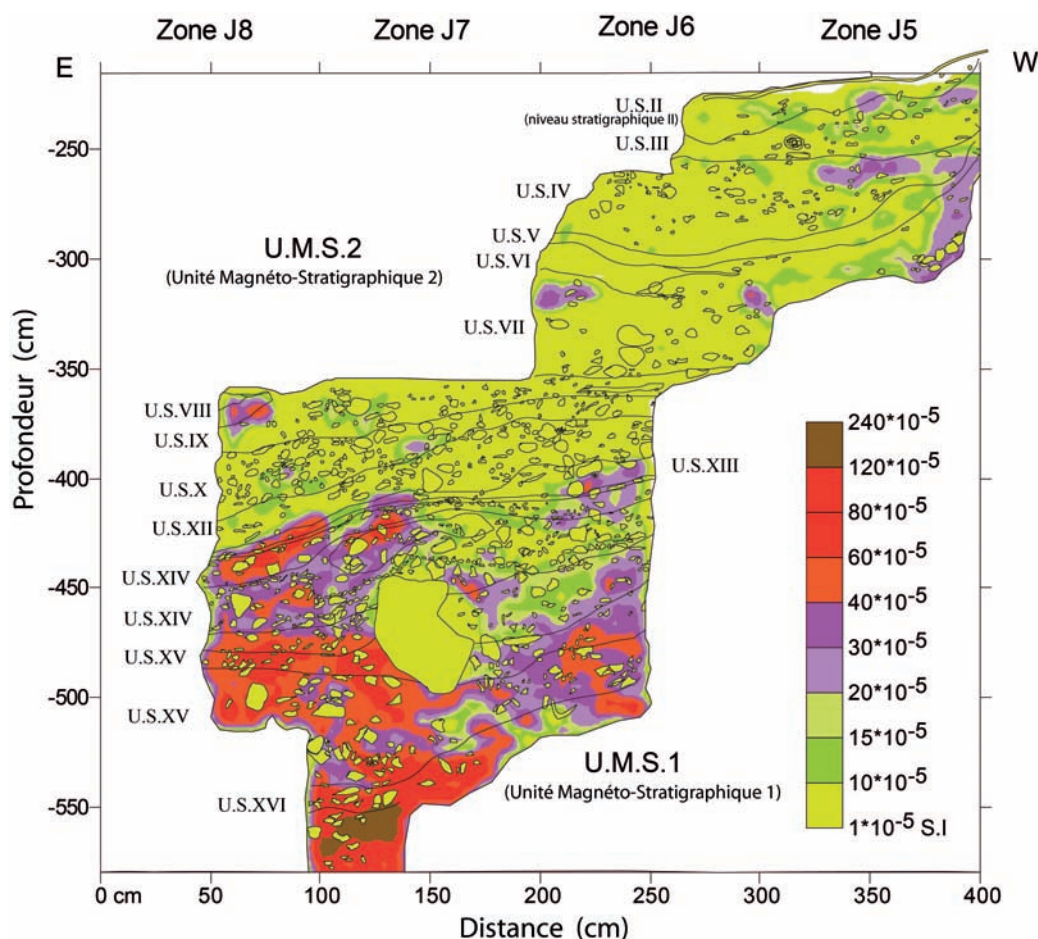 Zone J8 Zone J7 Zone J6 Zone J5
E W
U.S.II
(niveau stratigraphique II)
U.S.III
-250
U.S.IV
U.S.V
U.M.S.2
(Unité Magnéto-Stratigraphique 2)
U.S.VI
-300
U.S.VII
Profondeur (cm)
-350
U.S.VIII
U.S.IX
U.S.XIII
-400
U.S.X
U.S.XII
U.S.XIV
-450
U.S.XIV
U.S.XV
-500
U.S.XV
U.M.S.1
(Unité Magnéto-Stratigraphique 1)
U.S.XVI
-550
240*10-5
120*10-5
80*10-5
60*10-5
40*10-5
30*10-5
20*10-5
15*10-5
10*10-5
1*10-5 S.I
0 cm 50 100 150 200 250 300 350 400
Distance (cm)